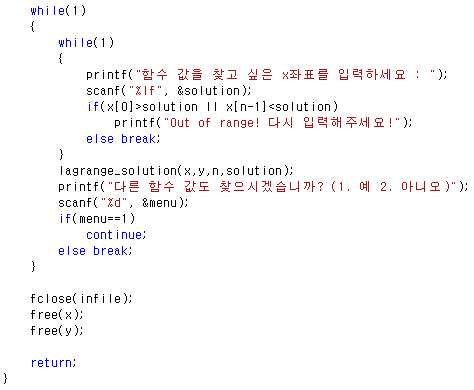 while(1)
{
while(1)
{
printf("함수 값을 찾고 싶은 x좌표를 입력하세요 : ");
scanf("%lf", &solution);
if(x[0]>solution || x[n-1]<solution)
printf("Out of range! 다시 입력해주세요!");
else break;
}
lagrange_solution(x,y,n,solution);
printf("다른 함수 값도 찾으시겠습니까? (1. 예 2. 아니오)");
scanf("%d", &menu);
if(menu==1)
continue;
else break;
}
fclose(infile);
free(x);
free(y);
return;
}